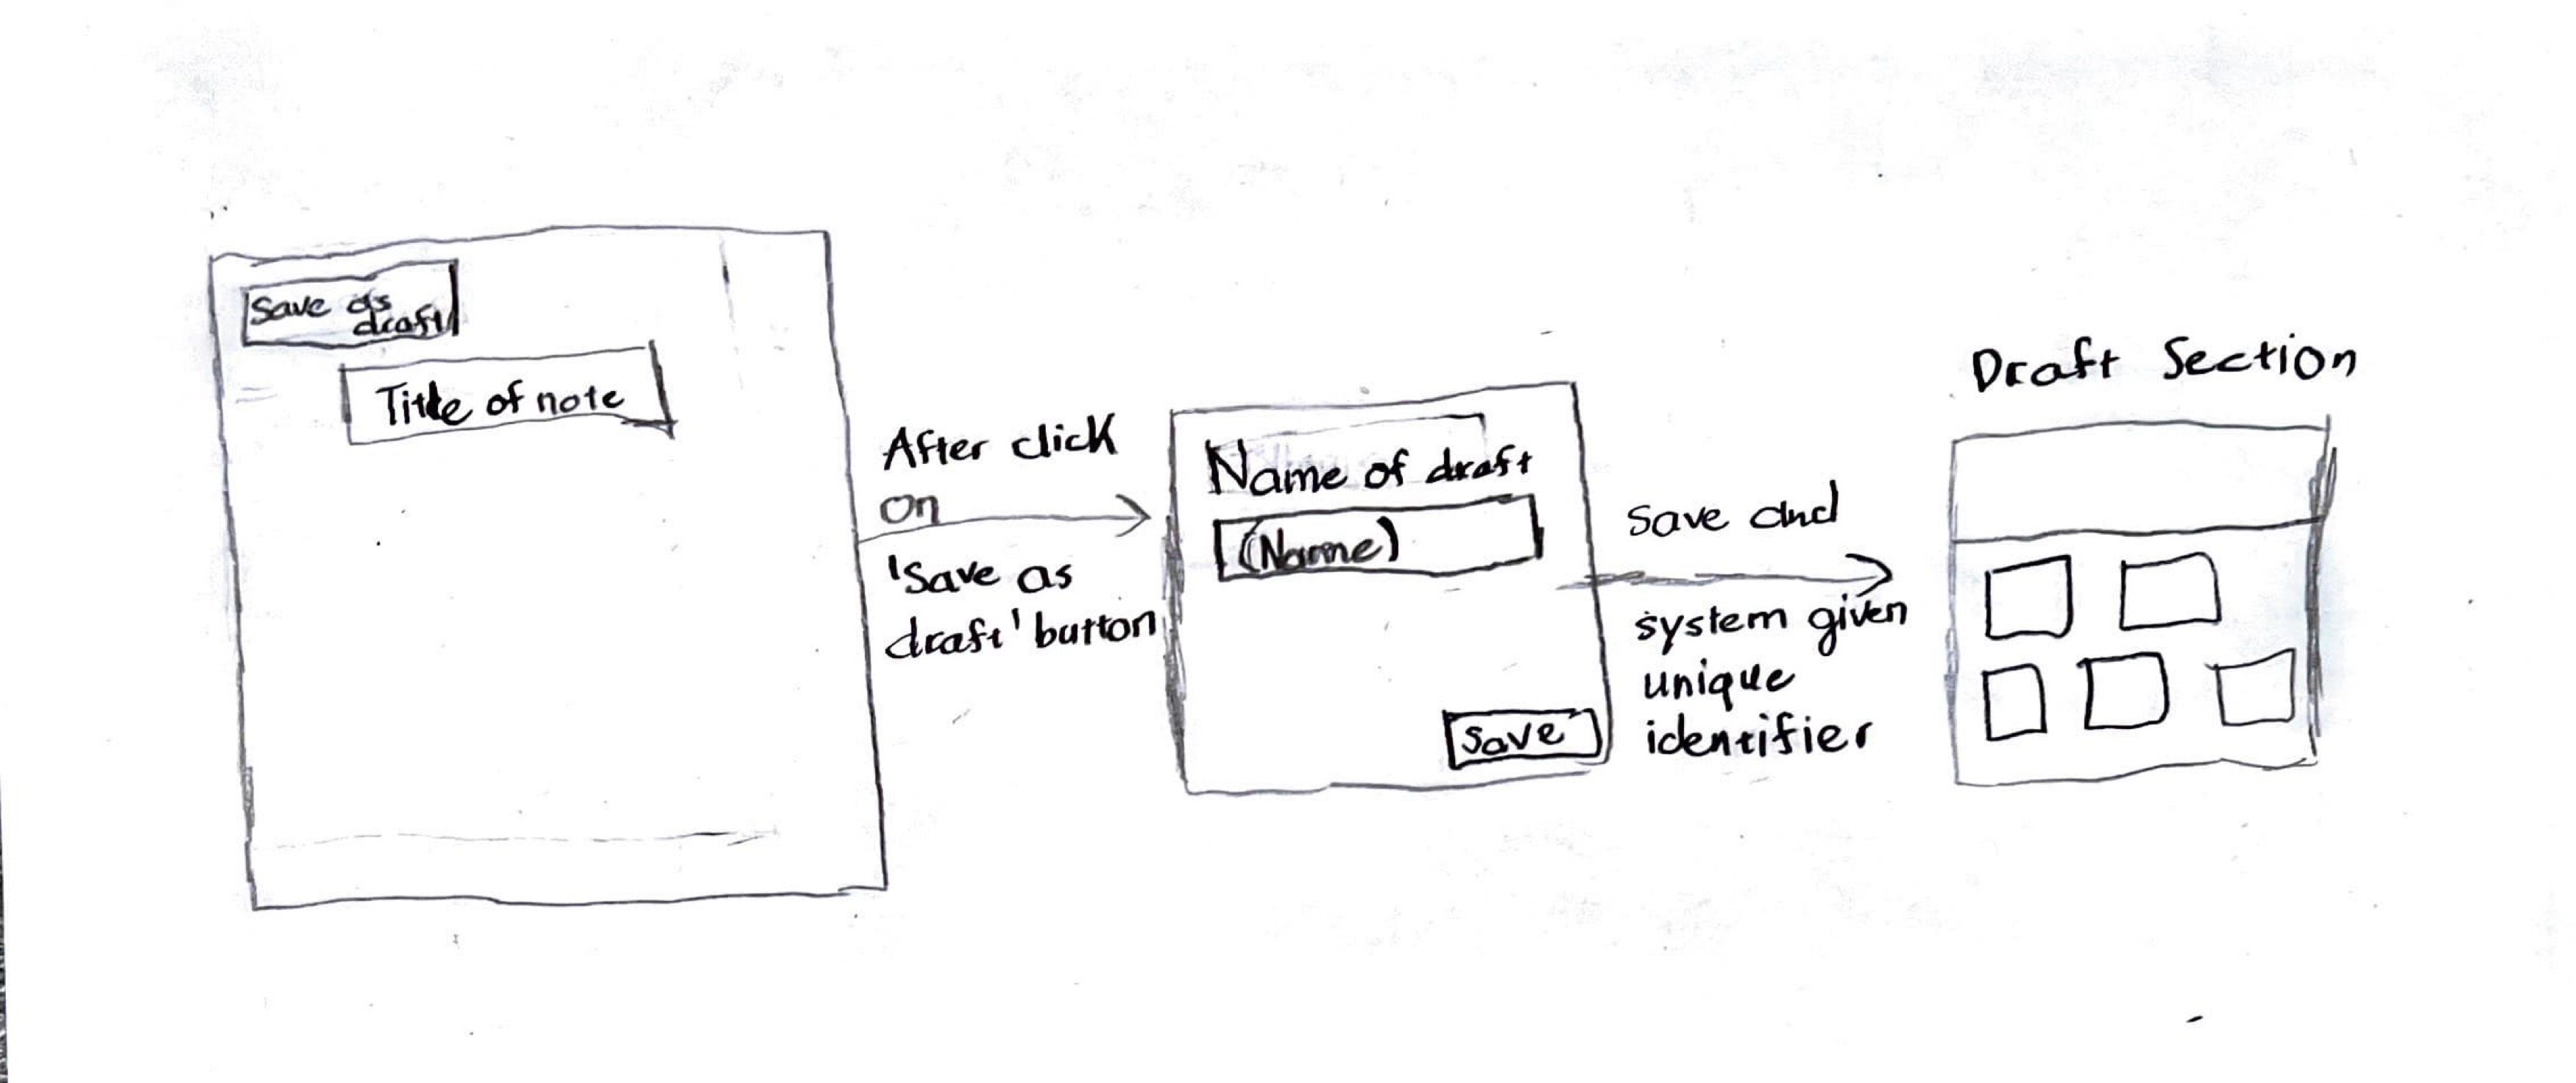 Save as
draft
Title of note
After click
on
'Save as
draft' button
Name of draft
(Name)
Save
save and
system given
unique
identifier
Draft Section